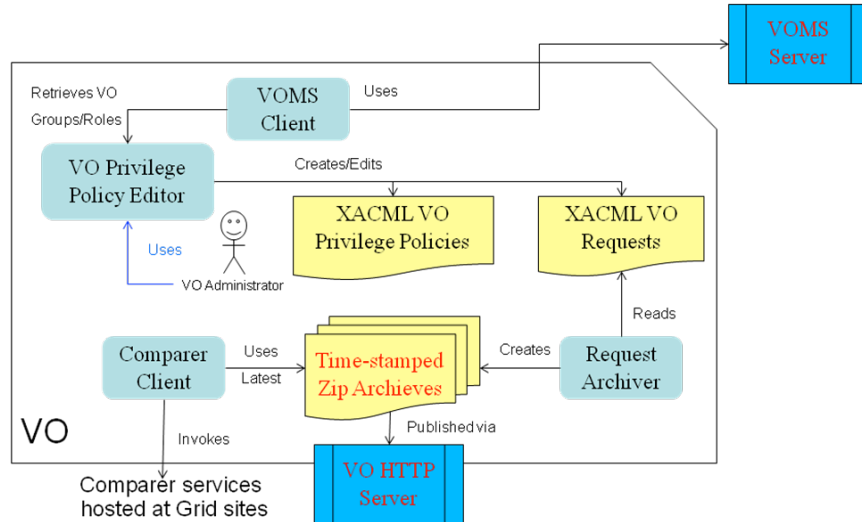 VOMS
Server
Retrieves VO
Groups/Roles
VOMS
Client
Uses
VO Privilege
Policy Editor
Creates/Edits
XACML VO
Privilege Policies
XACML VO
Requests
Uses
VO Administrator
Reads
Comparer
Client
Uses
Latest
Time-stamped
Zip Archieves
Creates
Request
Archiver
VO
Invokes
Published via
VO HTTP
Server
Comparer services
hosted at Grid sites